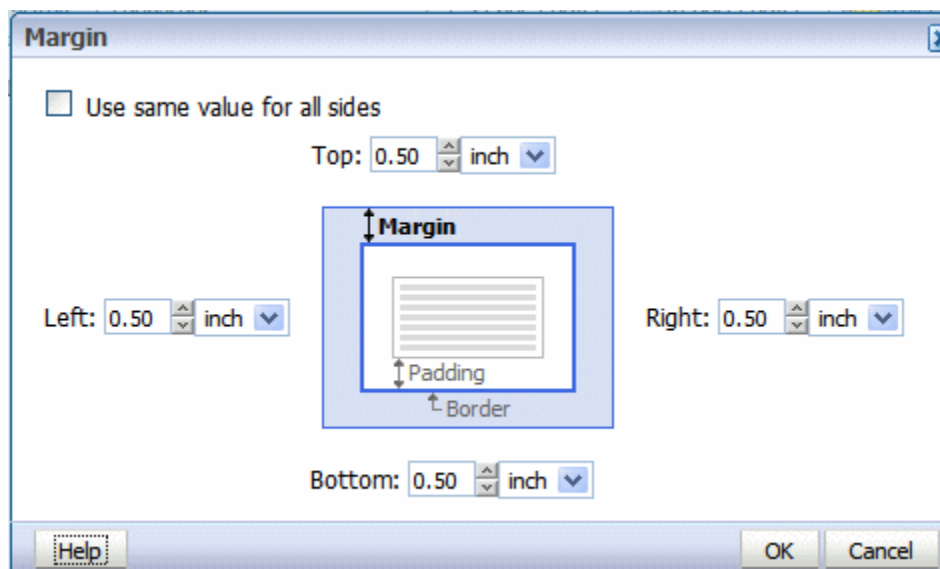 Margin
Use same value for all sides
Top: 0.50 inch
Margin
Left: 0.50 inch
Right: 0.50 inch
Padding
Border
Bottom: 0.50 inch
Help OK Cancel